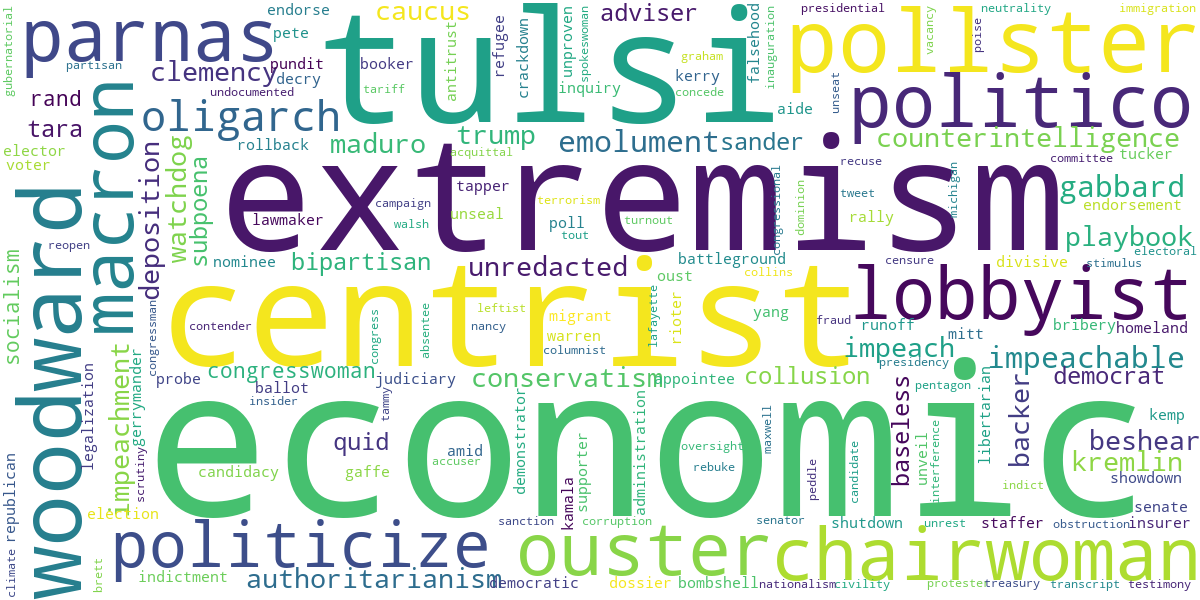 gubernatorial
endorse
caucus
adviser
presidential
neutrality
immigration
parnas
pete
tulsi
pollster
partisan
clemency
pundit
decry
booker
tariff
antitrust
refugee
crackdown
unproven
spokeswoman
graham
kerry
concede
falsehood
inauguration
vacancy
poise
undocumented
inquiry
unseat
aide
rand
tara
oligarch
politico
elector
voter
rollback
maduro
trump
emolument
sander
counterintelligence
tucker
acquittal
recuse
committee
macron
deposition
watchdog
subpoena
extremism
tapper
campaign
terrorism
tweet
michigan
gabbard
endorsement
lawmaker
walsh
unseal
poll
tout
turnout
congressional
dominion
rally
playbook
woodward
reopen
nominee
bipartisan
unredacted
battleground
censure
divisive
stimulus
electoral
oust
collins
socialism
centrist
lobbyist
congressman
contender
congress
absentee
leftist
nancy
migrant
warren
columnist
lafayette
rioter
yang
fraud
runoff
mitt
bribery
homeland
impeachment
gerrymander
probe
congresswoman
judiciary
conservatism
appointee
collusion
impeach
presidency
impeachable
legalization
insider
ballot
tammy
pentagon
libertarian
democrat
economic
scrutiny
quid
amid
accuser
demonstrator
administration
oversight
maxwell
baseless
backer
kemp
beshear
candidacy
gaffe
supporter
rebuke
peddle
candidate
unveil
interference
kremlin
indict
showdown
republican
election
kamala
senate
politicize
sanction
corruption
senator
shutdown
unrest
staffer
obstruction
insurer
climate
brett
indictment
authoritarianism
democratic
ouster
chairwoman
dossier
bombshell
nationalism
civility
protester
treasury
transcript
testimony